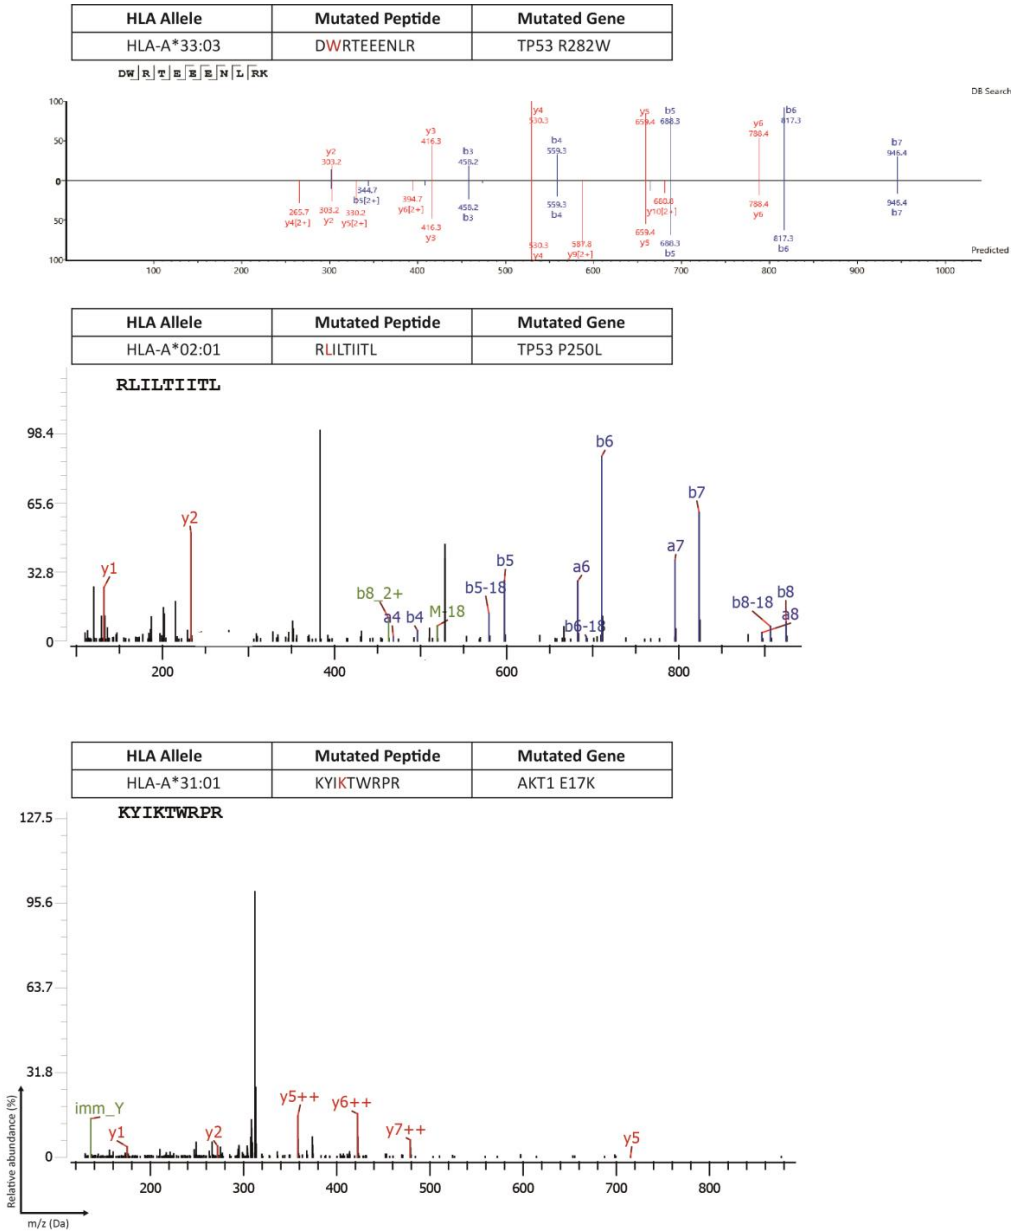 HLA Allele Mutated Peptide Mutated Gene
HLA-A*33:03 DWRTEEENLR TP53 R282W
DW R T E E E N L RK
DB Search
100
50
0
50
100
y2
303.2
y3
416.3
b3
458.2
y4
530.3
b4
559.3
y5
659.4
b5
688.3
y6
788.4
b6
817.3
b7
946.4
265.7
y4[2+]
303.2
y2
330.2
y5[2+]
344.7
b5[2+]
394.7
y6[2+]
416.3
y3
458.2
b3
530.3
y4
559.3
b4
587.8
y9[2+]
659.4
y5
680.8
y10[2+]
688.3
b5
788.4
y6
817.3
b6
946.4
b7
Predicted
100 200 300 400 500 600 700 800 900 1000
HLA Allele Mutated Peptide Mutated Gene
HLA-A*02:01 RLILTIITL TP53 P250L
RLILTIITL
98.4
65.6
32.8
0
y1
y2
b8_2+
a4
b4
M-18
b5-18
b5
a6
b6-18
b6
a7
b7
b8-18
b8
a8
200 400 600 800
HLA Allele Mutated Peptide Mutated Gene
HLA-A*31:01 KYIKTWRPR AKT1 E17K
KYIKTWRPR
127.5
95.6
63.7
31.8
0
imm_Y
y1
y2
y5++
y6++
y7++
y5
200 300 400 500 600 700 800
Relative abundance (%)
m/z (Da)